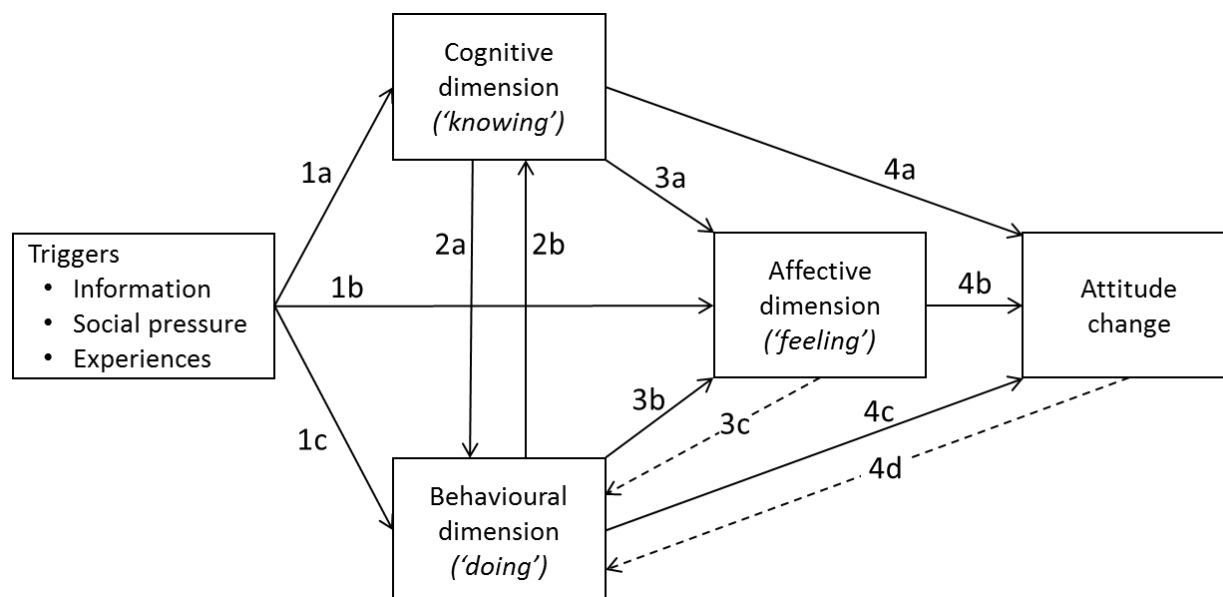 Cognitive
dimension
(‘knowing’)
1a
3a
4a
2a
2b
Triggers
• Information
• Social pressure
• Experiences
1b
Affective
dimension
(‘feeling’)
4b
Attitude
change
1c
3b
3c
4c
4d
Behavioural
dimension
(‘doing’)